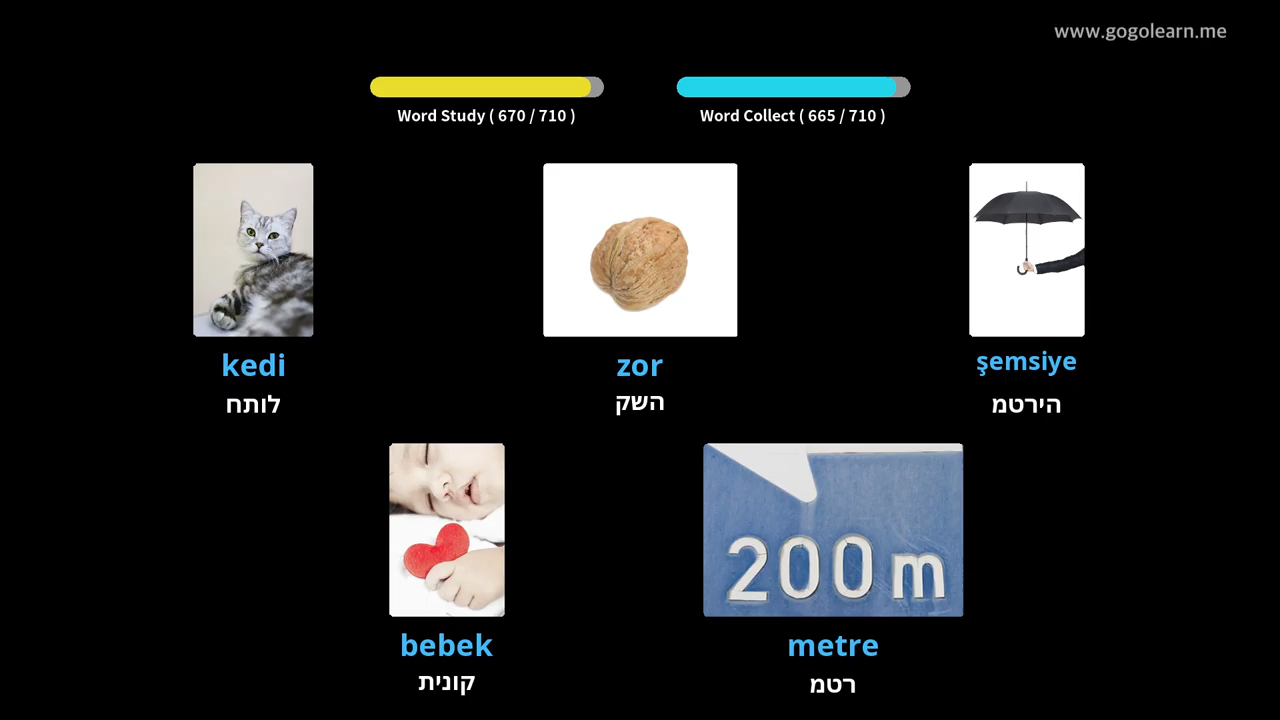 www.gogolearn.me
Word Study ( 670 / 710 )
Word Collect ( 665 / 710 )
kedi
לותח
zor
השק
şemsiye
הירטמ
bebek
קונית
metre
רטמ
200m